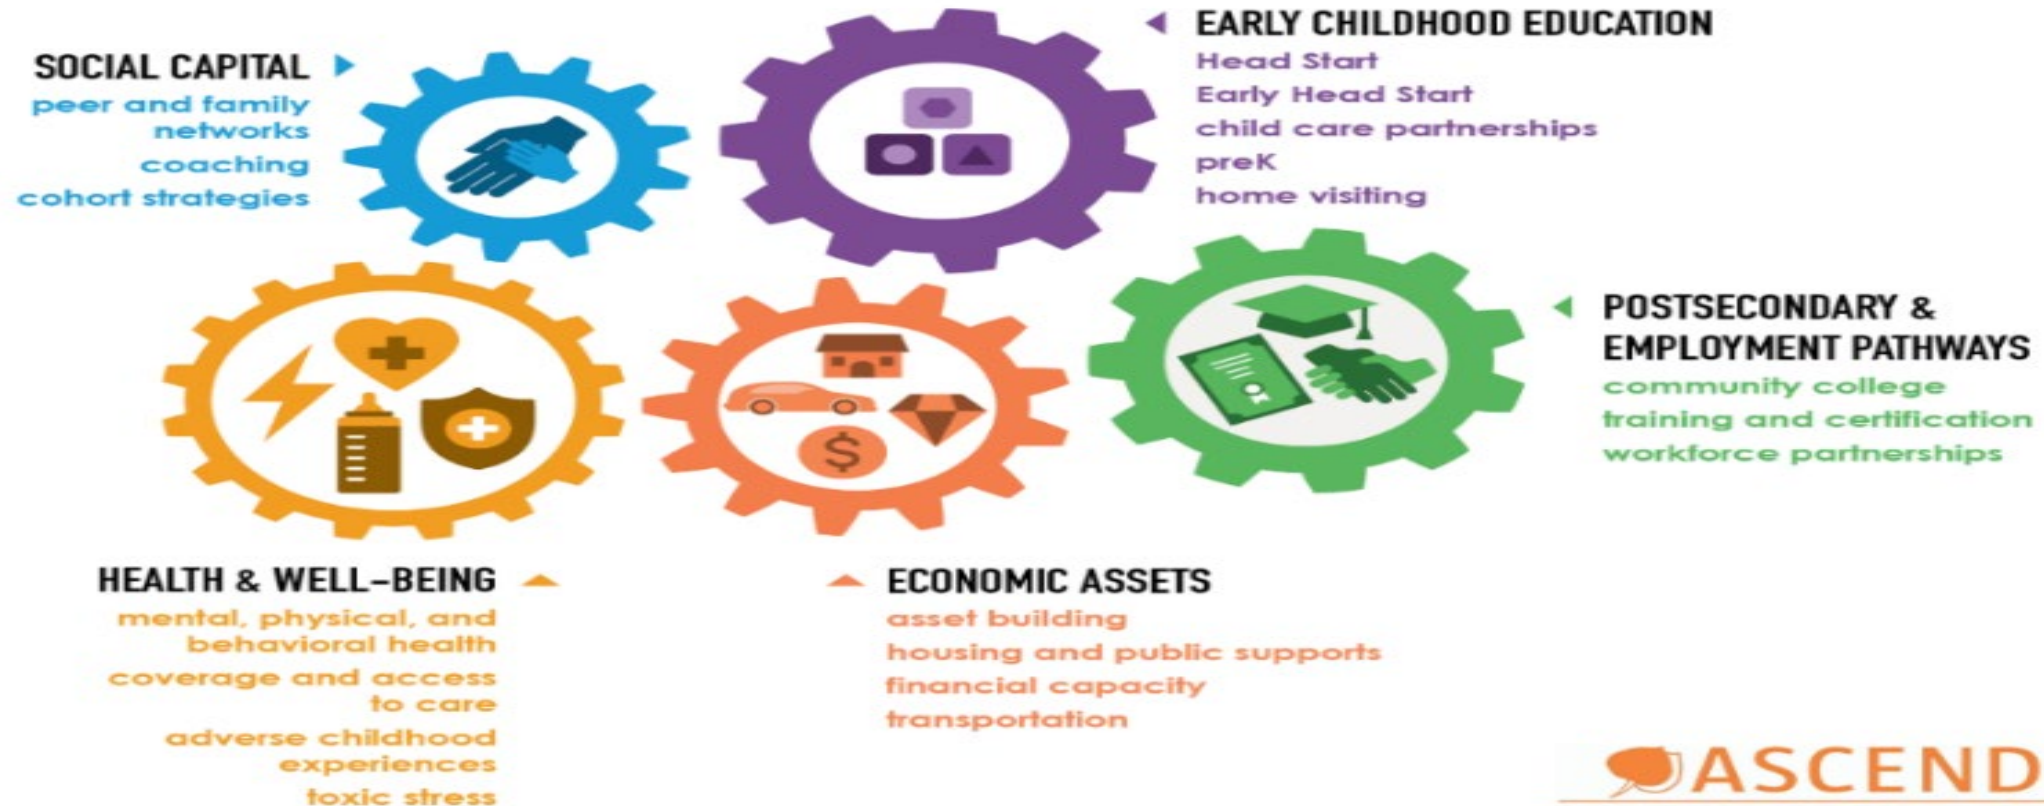 SOCIAL CAPITAL
peer and family
networks
coaching
cohort strategies
EARLY CHILDHOOD EDUCATION
Head Start
Early Head Start
child care partnerships
preK
home visiting
POSTSECONDARY &
EMPLOYMENT PATHWAYS
community college
training and certification
workforce partnerships
$
HEALTH & WELL-BEING
mental, physical, and
behavioral health
coverage and access
to care
adverse childhood
experiences
toxic stress
ECONOMIC ASSETS
asset building
housing and public supports
financial capacity
transportation
ASCEND